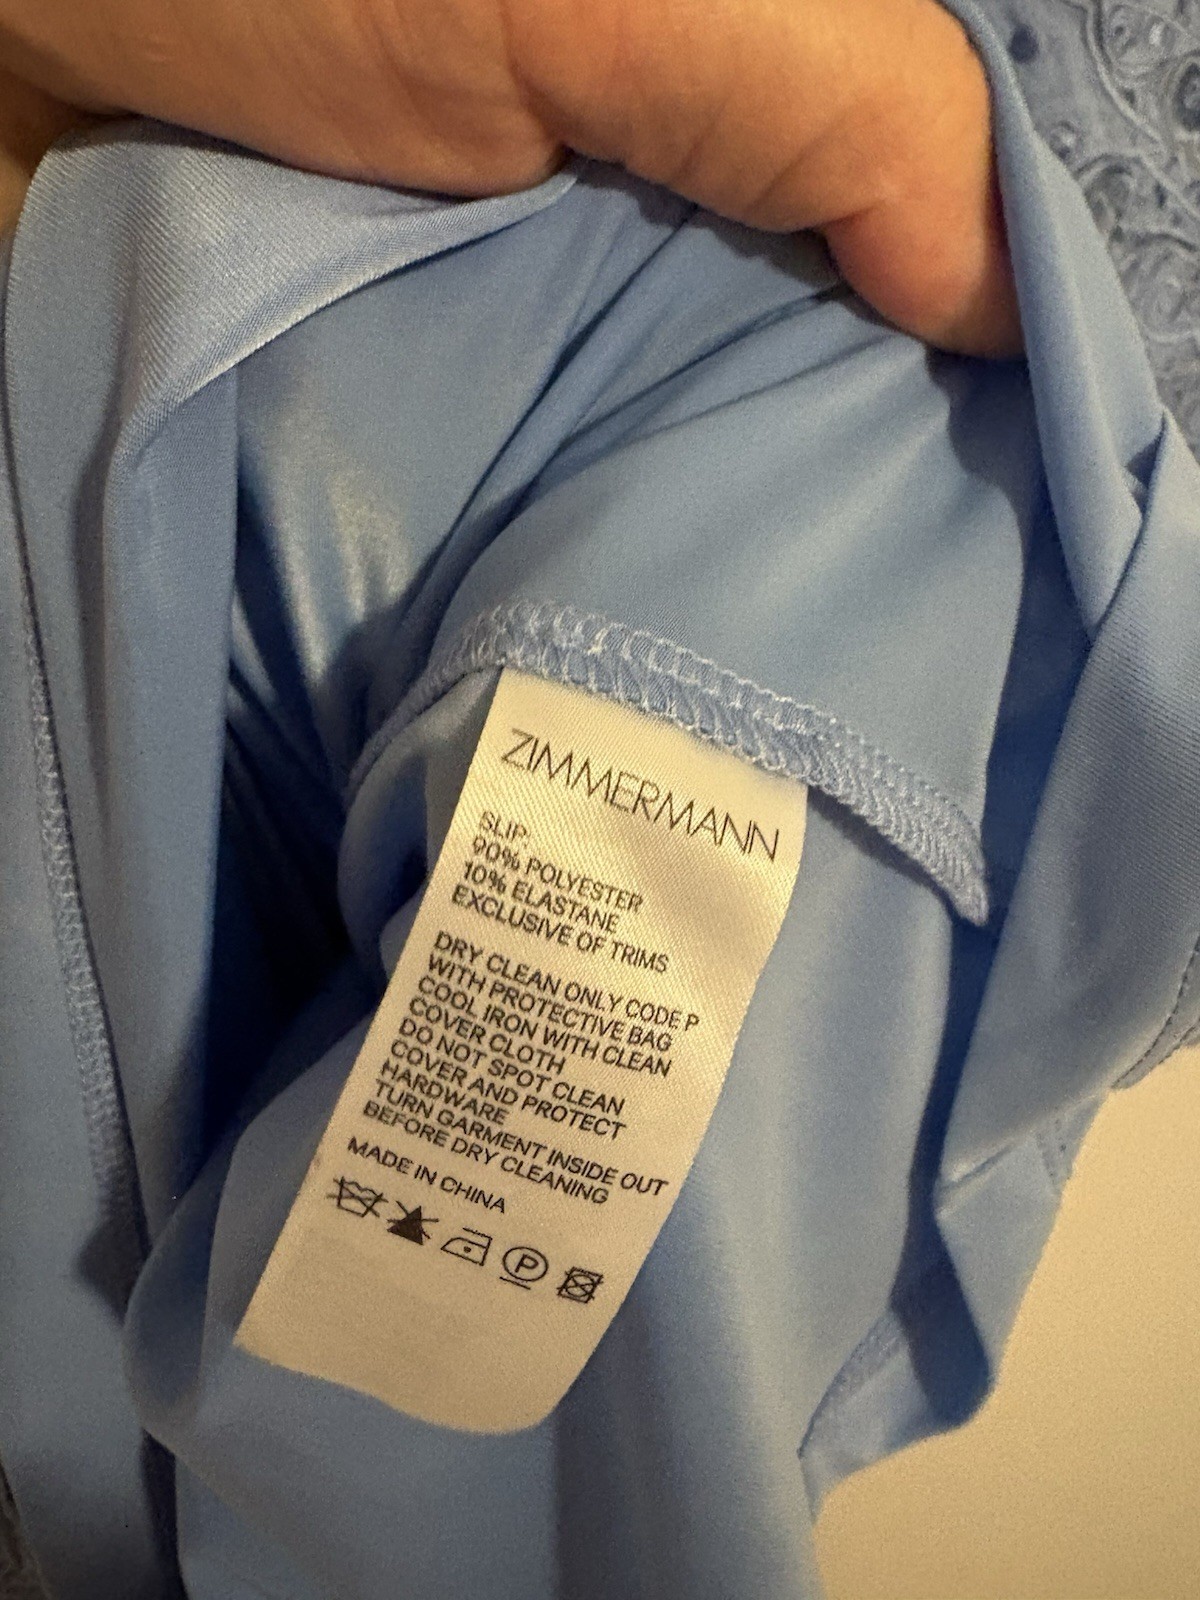 ZIMMERMANN
SLIP:
90% POLYESTER
10% ELASTANE
EXCLUSIVE OF TRIMS
DRY CLEAN ONLY CODE P
WITH PROTECTIVE BAG
COOL IRON WITH CLEAN
COVER CLOTH
DO NOT SPOT CLEAN
COVER AND PROTECT
HARDWARE
TURN GARMENT INSIDE OUT
BEFORE DRY CLEANING
MADE IN CHINA
P